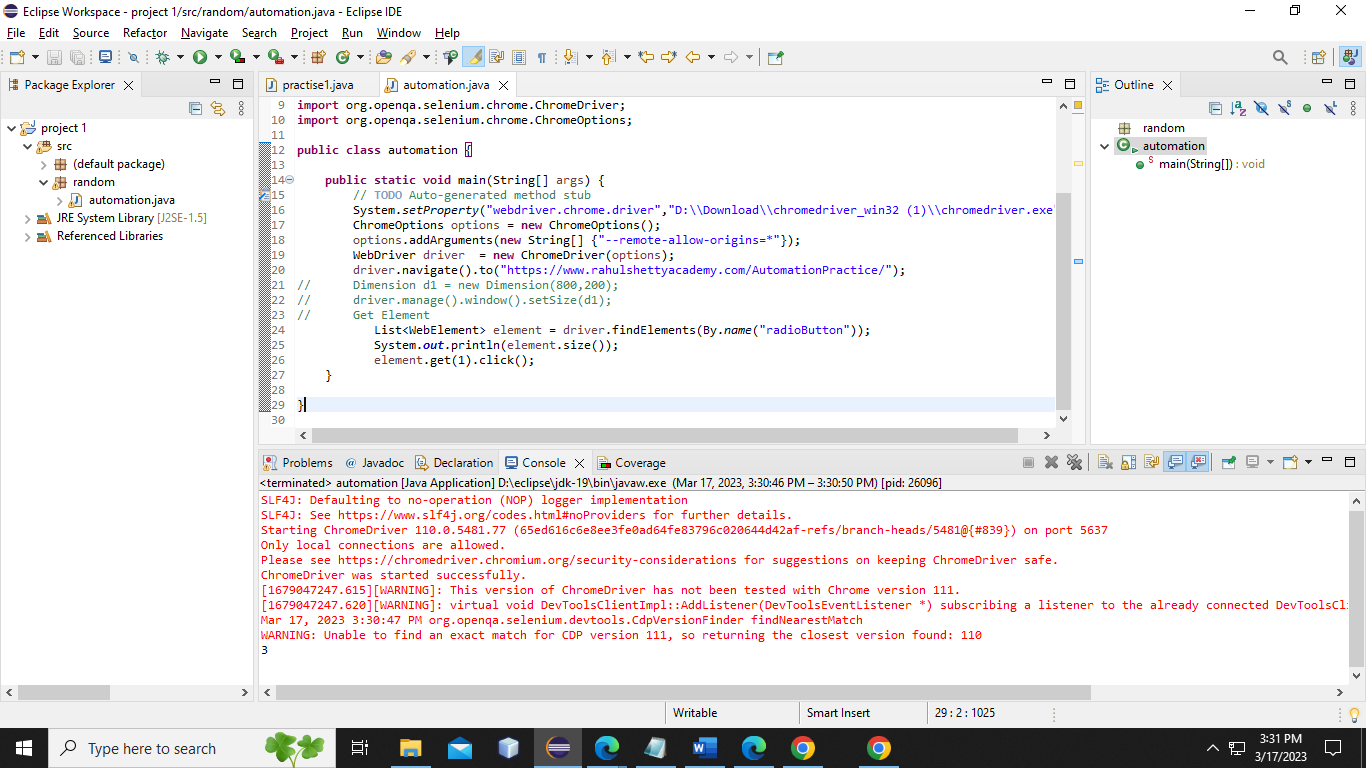 Eclipse Workspace - project 1/src/random/automation.java - Eclipse IDE
File Edit Source Refactor Navigate Search Project Run Window Help
Package Explorer
project 1
src
(default package)
random
automation.java
JRE System Library [J2SE-1.5]
Referenced Libraries
practise1.java automation.java
9 import org.openqa.selenium.chrome.ChromeDriver;
10 import org.openqa.selenium.chrome.ChromeOptions;
11
12 public class automation {
13
14 public static void main(String[] args) {
15 // TODO Auto-generated method stub
16 System.setProperty("webdriver.chrome.driver","D:\\Download\\chromedriver_win32 (1)\\chromedriver.exe"
17 ChromeOptions options = new ChromeOptions();
18 options.addArguments(new String[] {"--remote-allow-origins=*"});
19 WebDriver driver  = new ChromeDriver(options);
20 driver.navigate().to("https://www.rahulshettyacademy.com/AutomationPractice/");
21 // Dimension d1 = new Dimension(800,200);
22 // driver.manage().window().setSize(d1);
23 // Get Element
24 List<WebElement> element = driver.findElements(By.name("radioButton"));
25 System.out.println(element.size());
26 element.get(1).click();
27 }
28
29 }
30
Outline
random
automation
main(String[]) : void
Problems @ Javadoc Declaration Console Coverage
<terminated> automation [Java Application] D:\eclipse\jdk-19\bin\javaw.exe (Mar 17, 2023, 3:30:46 PM – 3:30:50 PM) [pid: 26096]
SLF4J: Defaulting to no-operation (NOP) logger implementation
SLF4J: See https://www.slf4j.org/codes.html#noProviders for further details.
Starting ChromeDriver 110.0.5481.77 (65ed616c6e8ee3fe0ad64fe83796c020644d42af-refs/branch-heads/5481@{#839}) on port 5637
Only local connections are allowed.
Please see https://chromedriver.chromium.org/security-considerations for suggestions on keeping ChromeDriver safe.
ChromeDriver was started successfully.
[1679047247.615][WARNING]: This version of ChromeDriver has not been tested with Chrome version 111.
[1679047247.620][WARNING]: virtual void DevToolsClientImpl::AddListener(DevToolsEventListener *) subscribing a listener to the already connected DevToolsCl
Mar 17, 2023 3:30:47 PM org.openqa.selenium.devtools.CdpVersionFinder findNearestMatch
WARNING: Unable to find an exact match for CDP version 111, so returning the closest version found: 110
3
Writable Smart Insert 29 : 2 : 1025
Type here to search
3:31 PM
3/17/2023